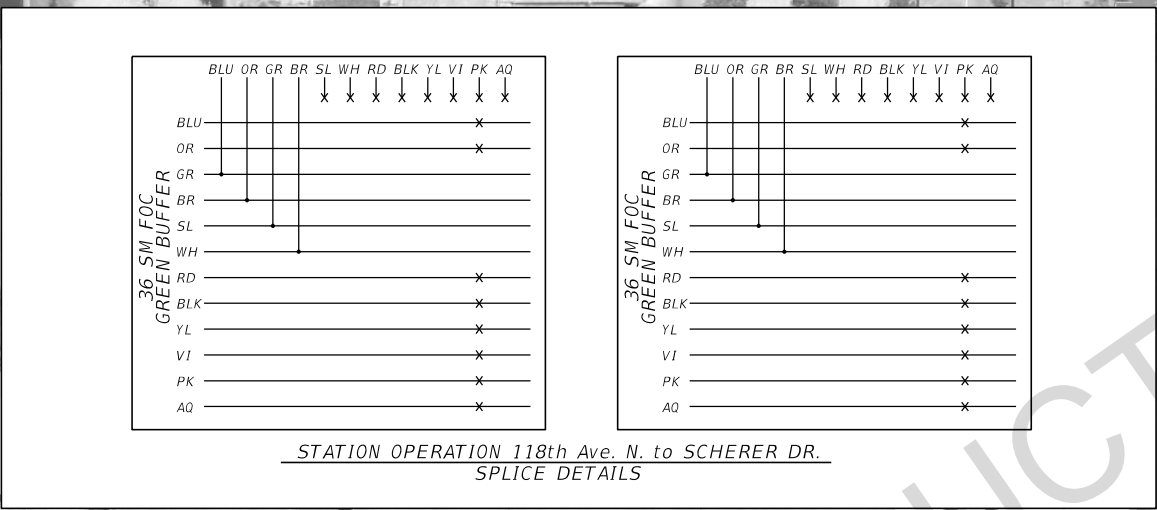 BLU OR GR BR SL WH RD BLK YL VI PK AQ
BLU
OR
GR
BR
SL
WH
RD
BLK
YL
VI
PK
AQ
36 SM FOC
GREEN BUFFER
BLU OR GR BR SL WH RD BLK YL VI PK AQ
BLU
OR
GR
BR
SL
WH
RD
BLK
YL
VI
PK
AQ
36 SM FOC
GREEN BUFFER
STATION OPERATION 118th Ave. N. to SCHERER DR.
SPLICE DETAILS
UCT